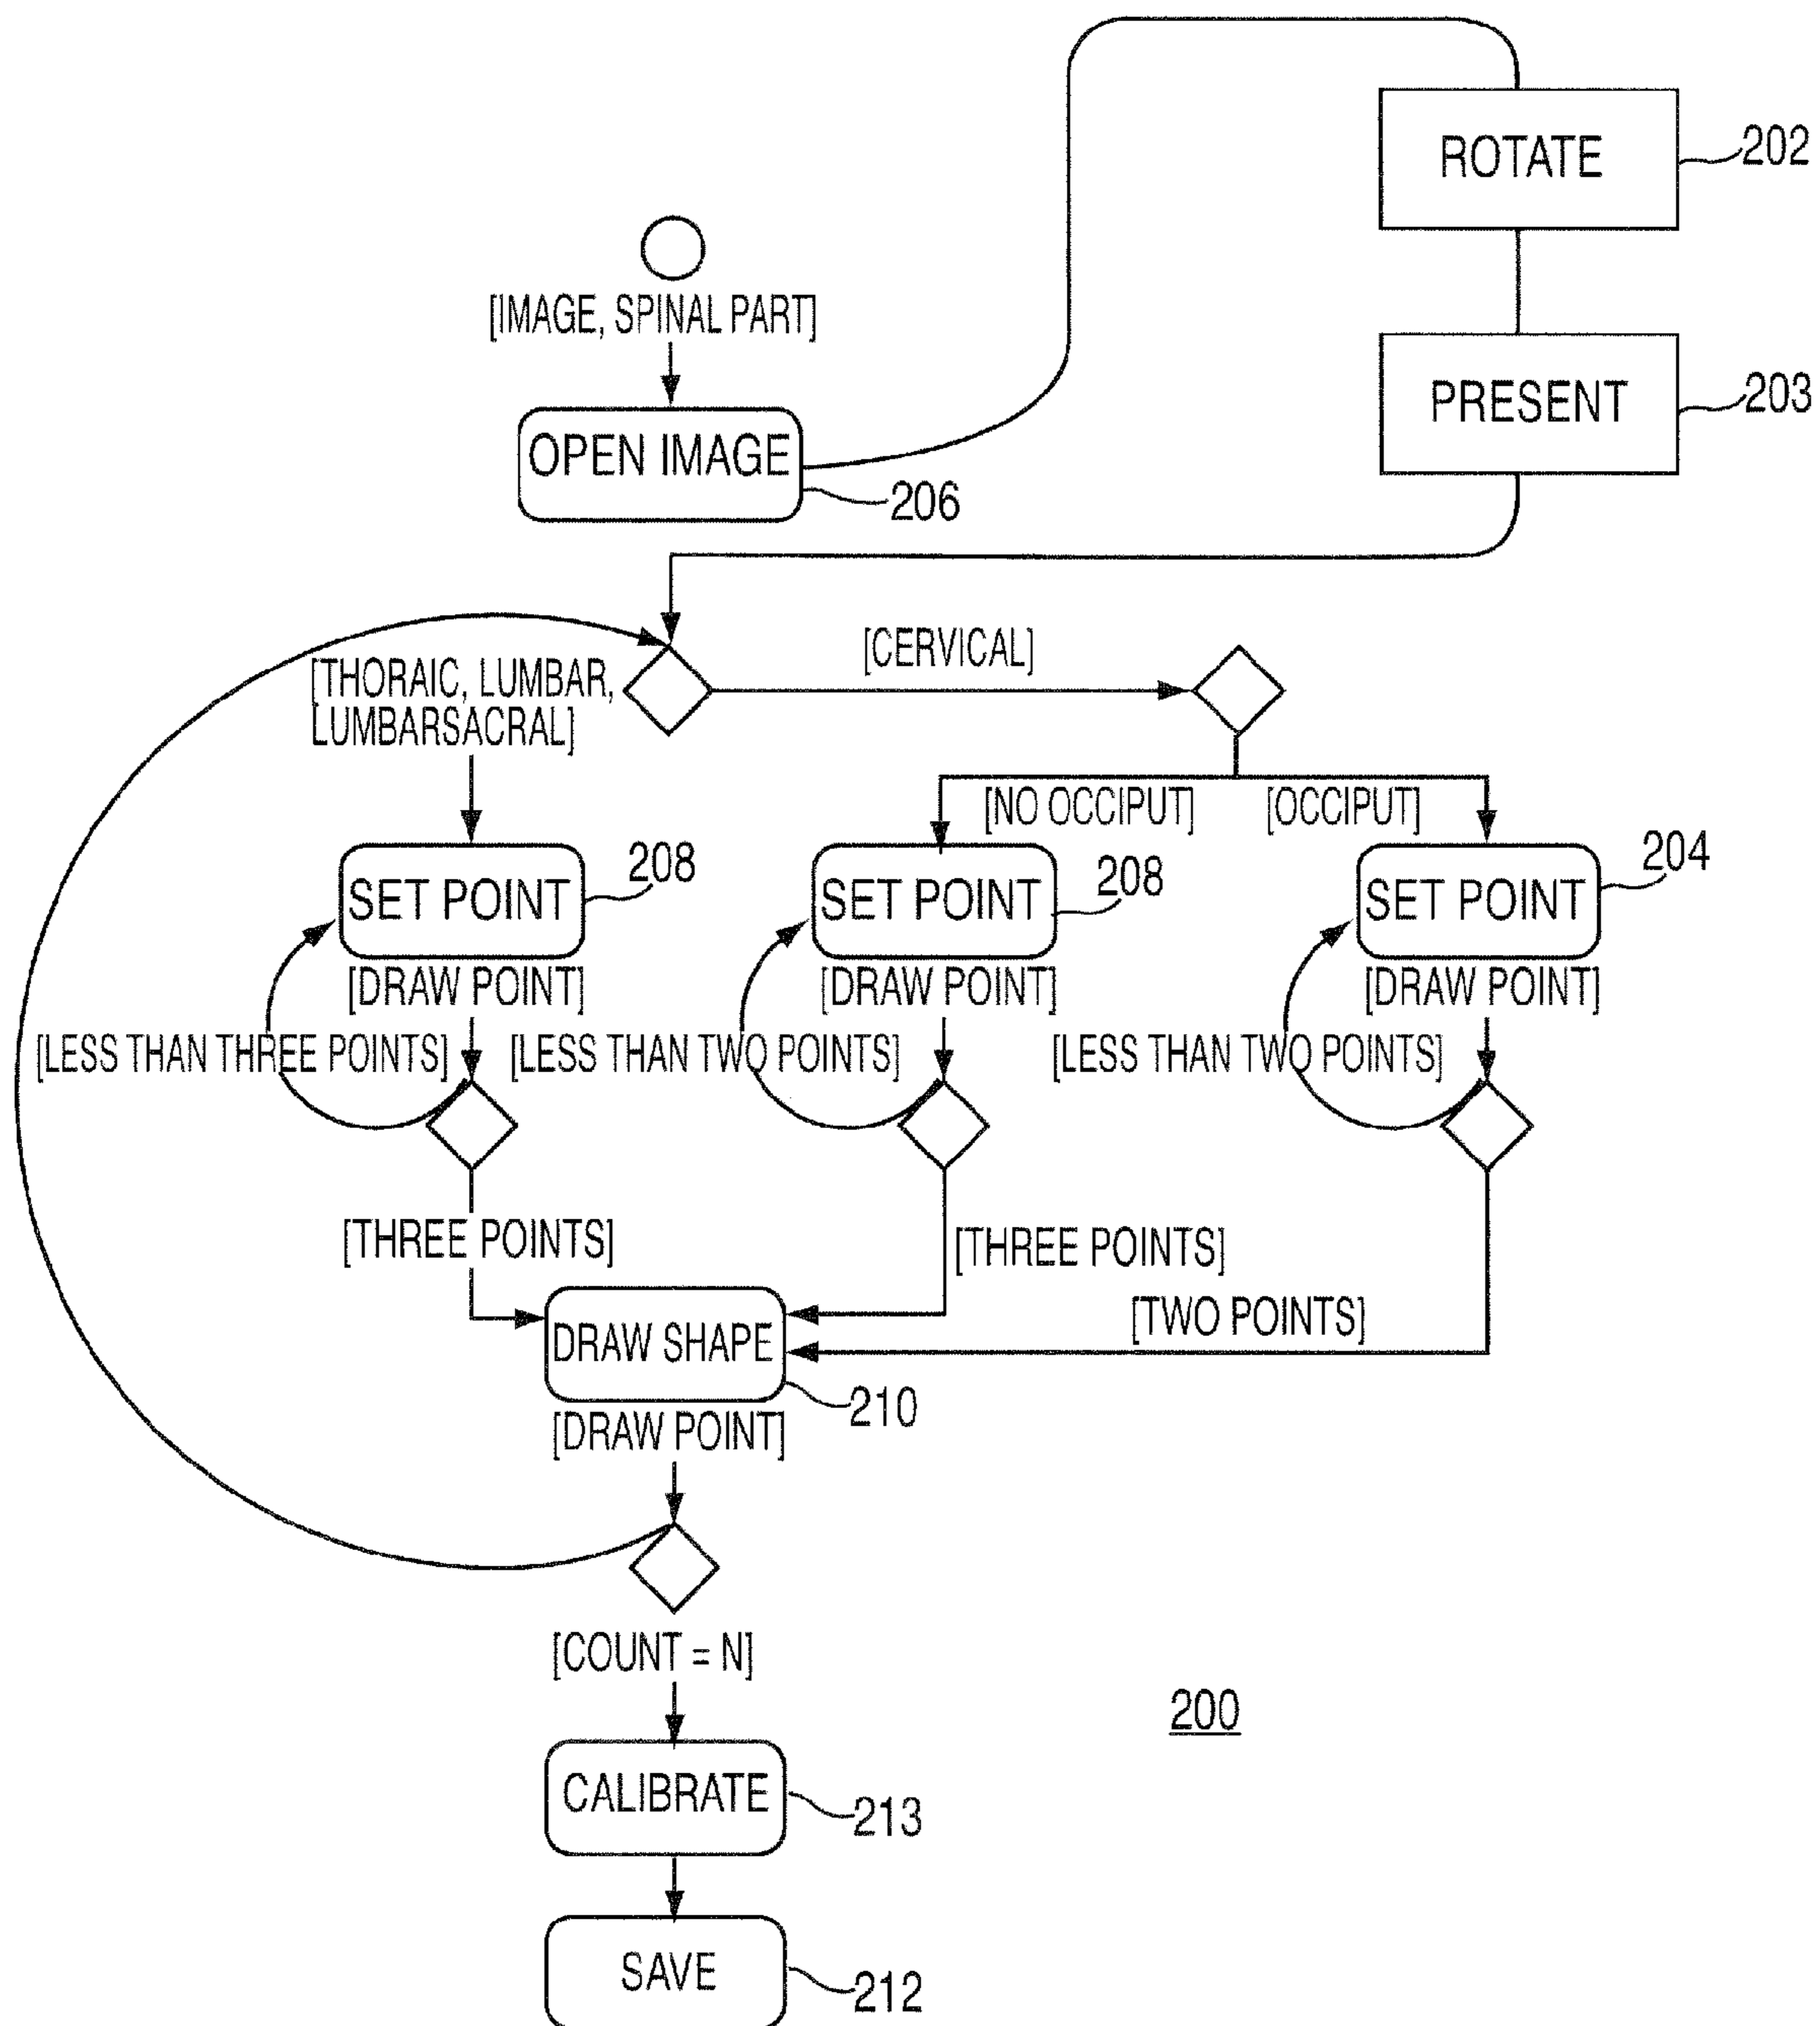 ROTATE
202
[IMAGE, SPINAL PART]
PRESENT
203
OPEN IMAGE
206
[CERVICAL]
[THORAIC, LUMBAR,
LUMBARSACRAL]
[NO OCCIPUT]
[OCCIPUT]
SET POINT
208
SET POINT
208
SET POINT
204
[DRAW POINT]
[DRAW POINT]
[DRAW POINT]
[LESS THAN THREE POINTS]
[LESS THAN TWO POINTS]
[LESS THAN TWO POINTS]
[THREE POINTS]
[THREE POINTS]
[TWO POINTS]
DRAW SHAPE
210
[DRAW POINT]
[COUNT = N]
200
CALIBRATE
213
SAVE
212